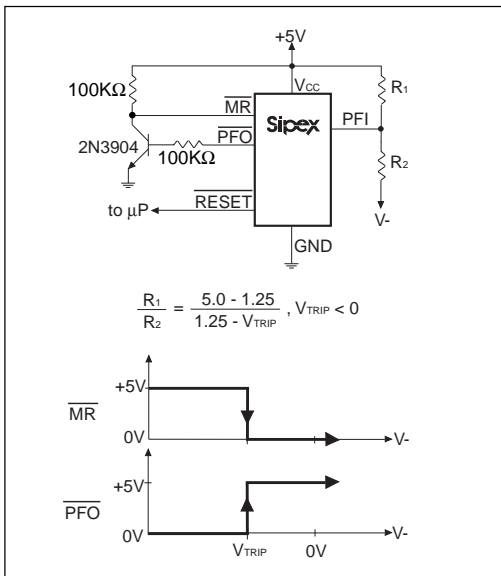 +5V
100KΩ
VCC
R1
MR
PFI
Sipex
PFO
2N3904
100KΩ
R2
to µP
RESET
V-
GND
R1 / R2 = 5.0 - 1.25 / 1.25 - VTRIP , VTRIP < 0
+5V
MR
0V
V-
+5V
PFO
0V
VTRIP
0V
V-